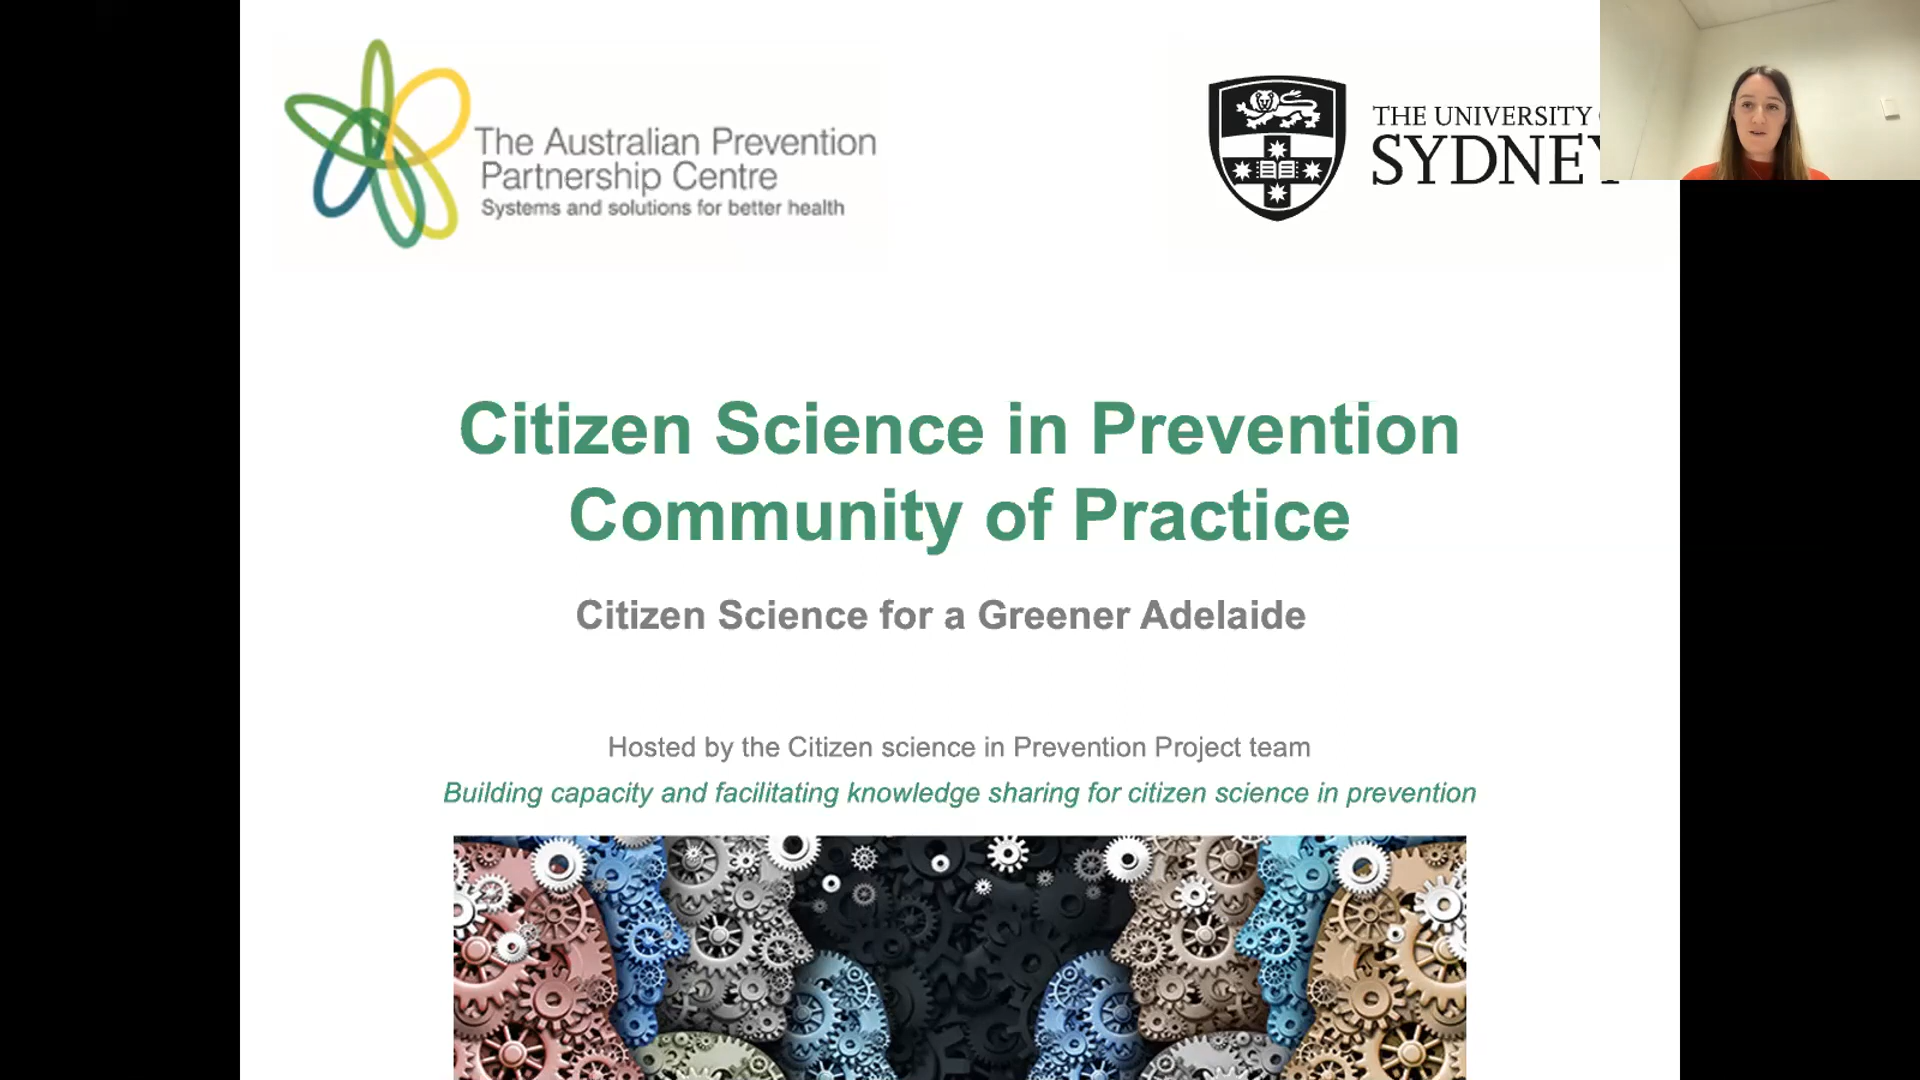 The Australian Prevention
Partnership Centre
Systems and solutions for better health
THE UNIVERSITY
SYDNEY
Citizen Science in Prevention
Community of Practice
Citizen Science for a Greener Adelaide
Hosted by the Citizen science in Prevention Project team
Building capacity and facilitating knowledge sharing for citizen science in prevention